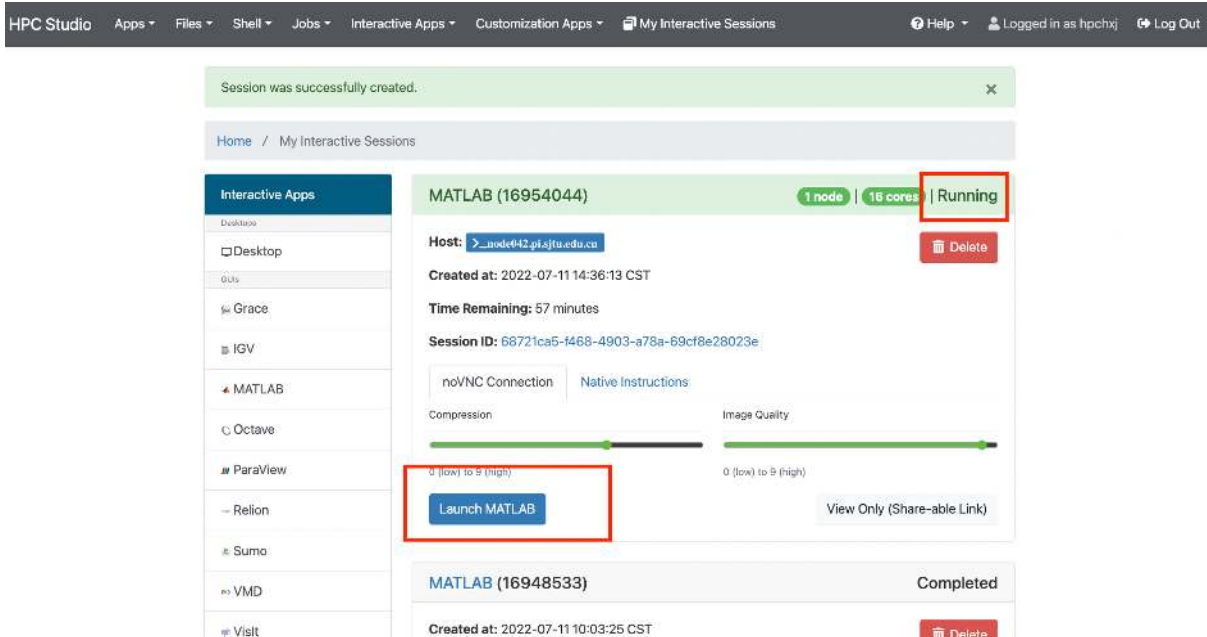 HPC Studio Apps Files Shell Jobs Interactive Apps Customization Apps My Interactive Sessions Help Logged in as hpchxj Log Out
Session was successfully created. ×
Home / My Interactive Sessions
Interactive Apps
Desktops
Desktop
GUIs
Grace
IGV
MATLAB
Octave
ParaView
Relion
Sumo
VMD
VisIt
MATLAB (16954044) 1 node | 16 cores | Running
Host: >_node042.pi.sjtu.edu.cn
Delete
Created at: 2022-07-11 14:36:13 CST
Time Remaining: 57 minutes
Session ID: 68721ca5-f468-4903-a78a-69cf8e28023e
noVNC Connection Native Instructions
Compression Image Quality
0 (low) to 9 (high) 0 (low) to 9 (high)
Launch MATLAB View Only (Share-able Link)
MATLAB (16948533) Completed
Created at: 2022-07-11 10:03:25 CST Delete